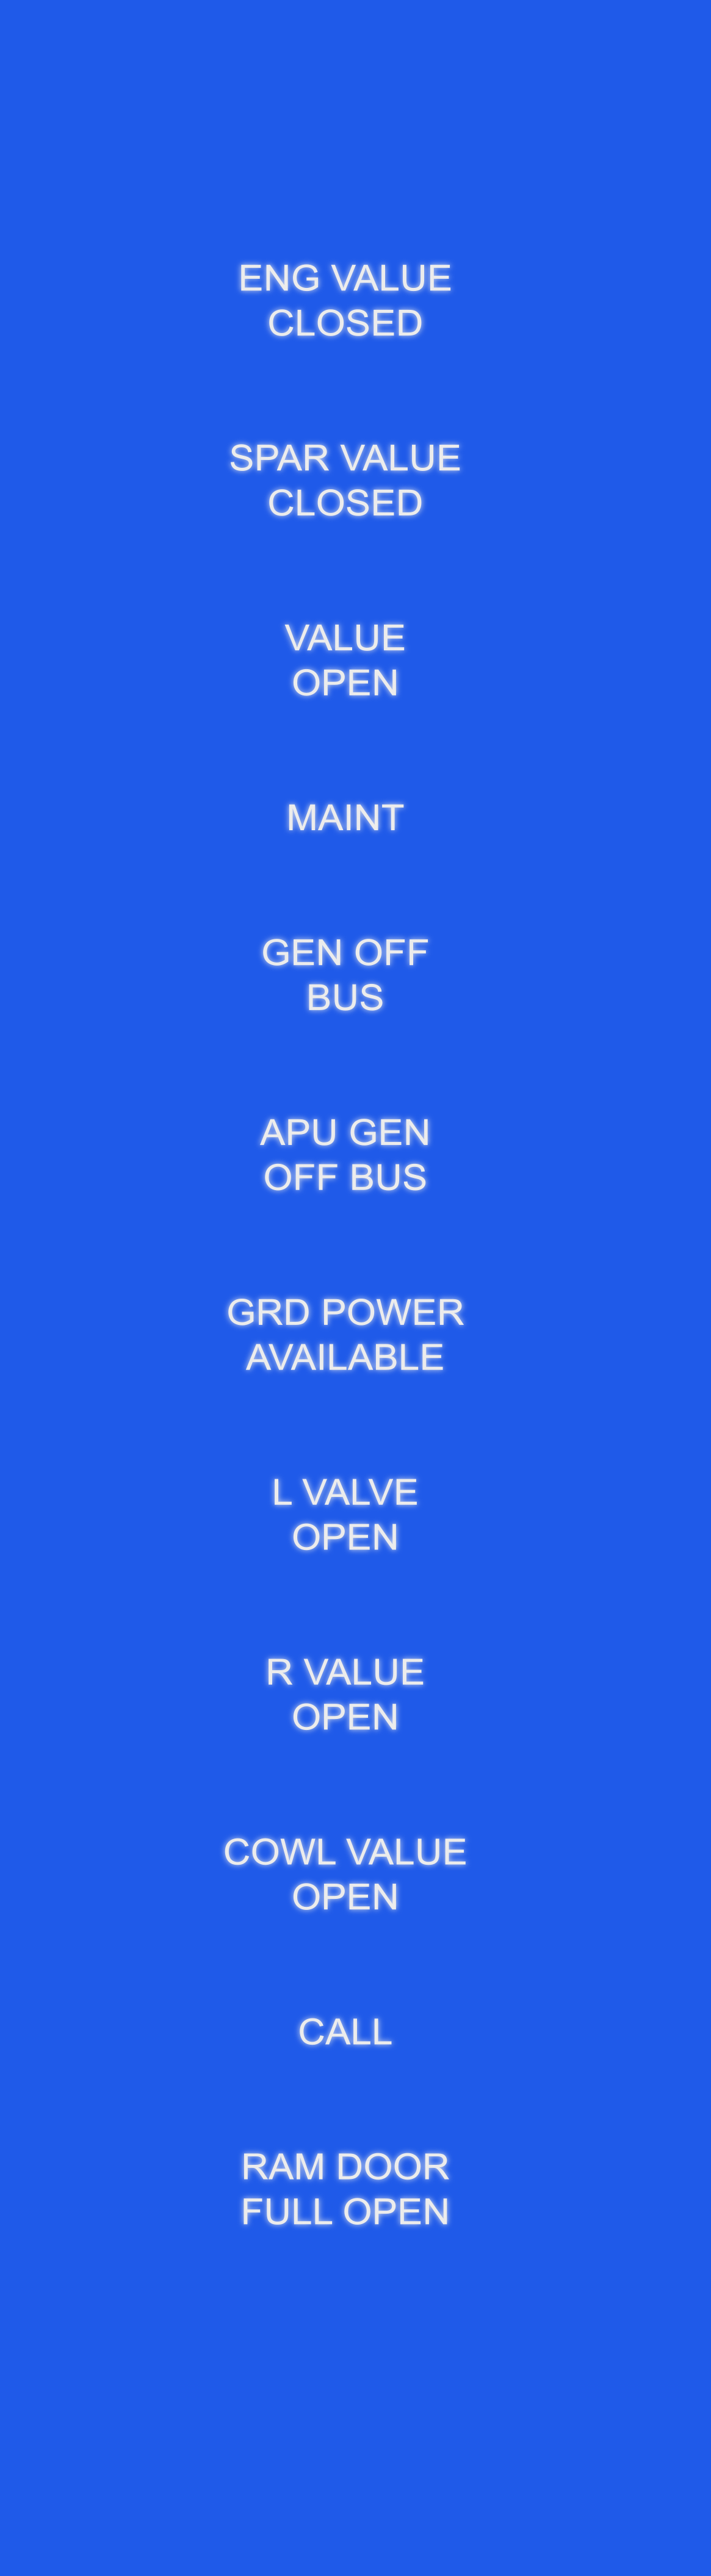 ENG VALUE
CLOSED
SPAR VALUE
CLOSED
VALUE
OPEN
MAINT
GEN OFF
BUS
APU GEN
OFF BUS
GRD POWER
AVAILABLE
L VALVE
OPEN
R VALUE
OPEN
COWL VALUE
OPEN
CALL
RAM DOOR
FULL OPEN